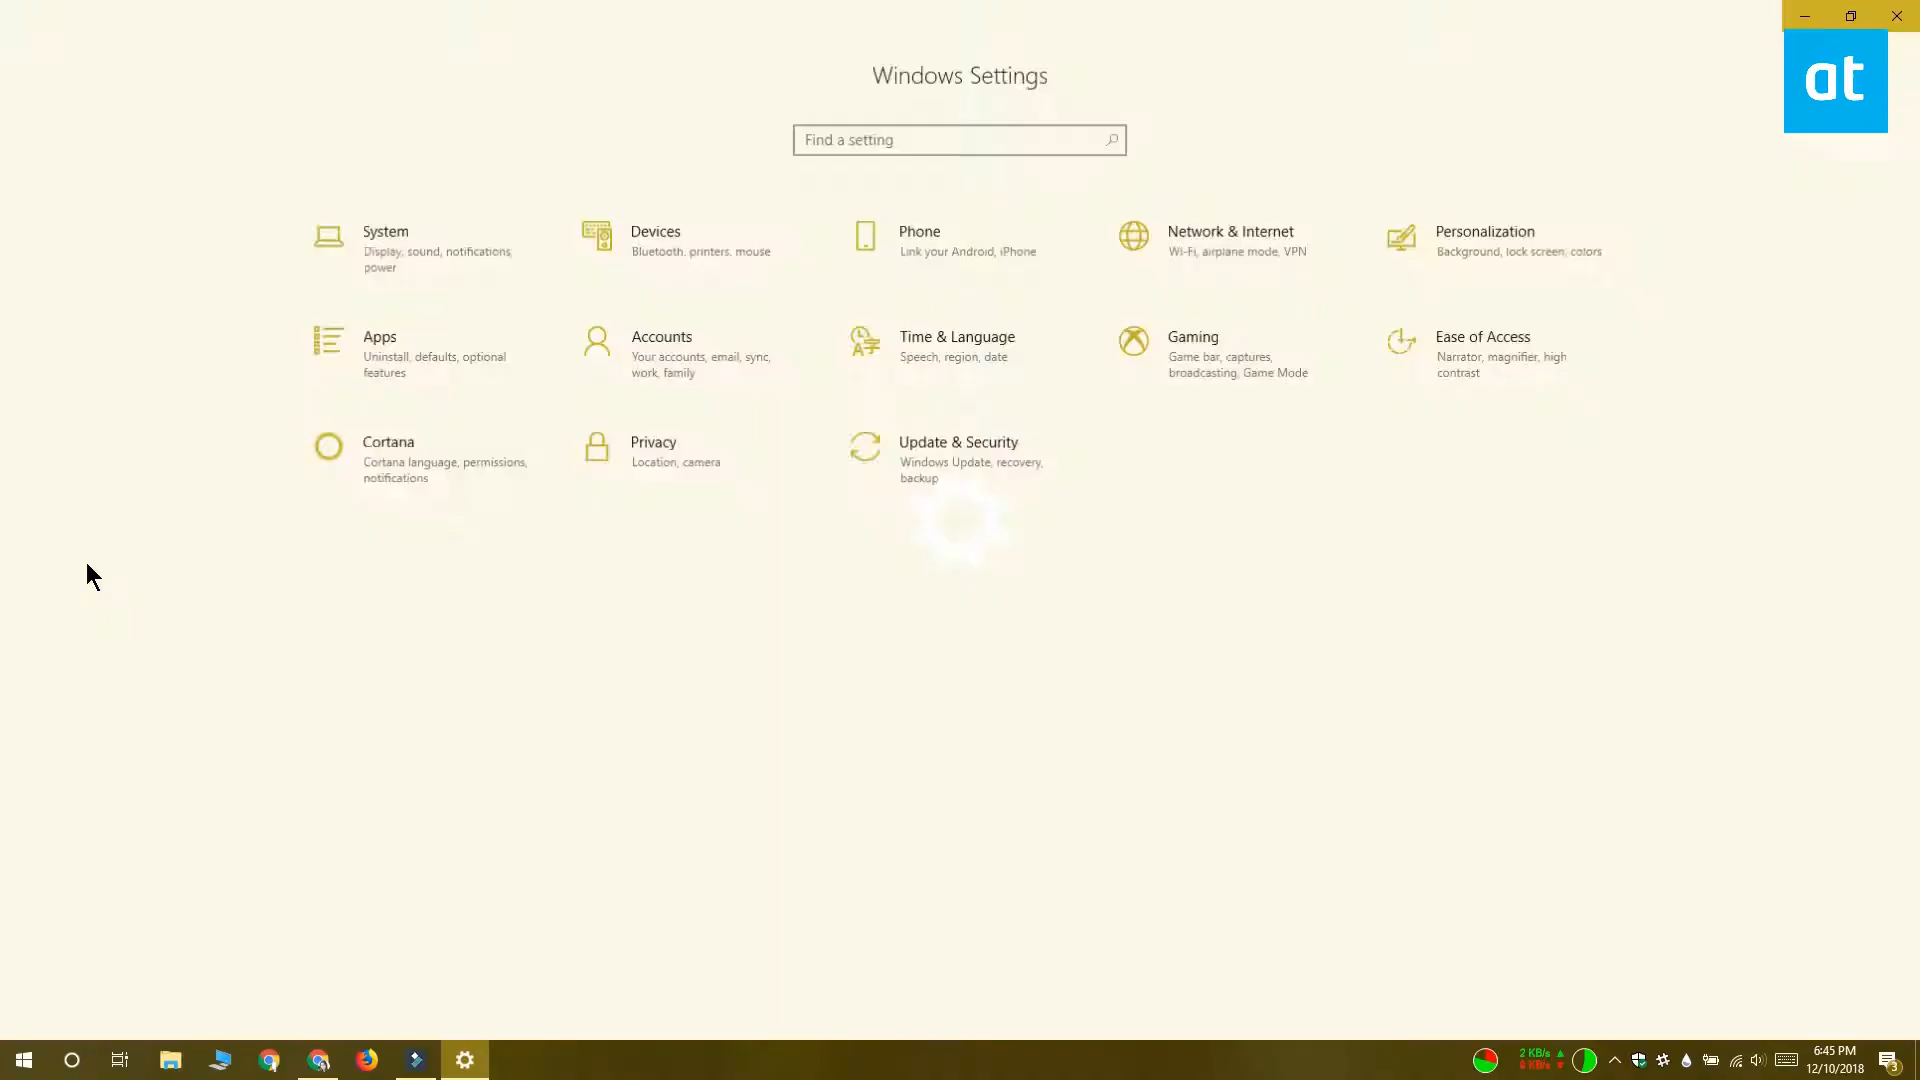 at
Windows Settings
Find a setting
System
Display, sound, notifications,
power
Devices
Bluetooth, printers, mouse
Phone
Link your Android, iPhone
Network & Internet
Wi-Fi, airplane mode, VPN
Personalization
Background, lock screen, colors
Apps
Uninstall, defaults, optional
features
Accounts
Your accounts, email, sync,
work, family
Time & Language
Speech, region, date
Gaming
Game bar, captures,
broadcasting, Game Mode
Ease of Access
Narrator, magnifier, high
contrast
Cortana
Cortana language, permissions,
notifications
Privacy
Location, camera
Update & Security
Windows Update, recovery,
backup
2 KB/s
KB/s
6:45 PM
12/10/2018
3